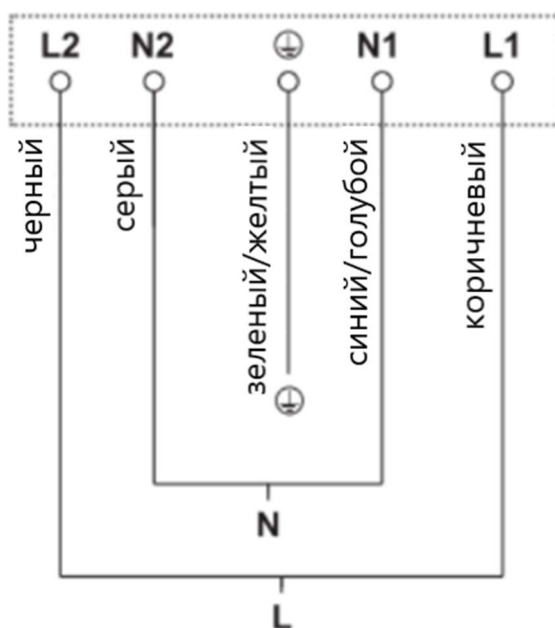 L2 N2 N1 L1
черный
серый
зеленый/желтый
синий/голубой
коричневый
N
L